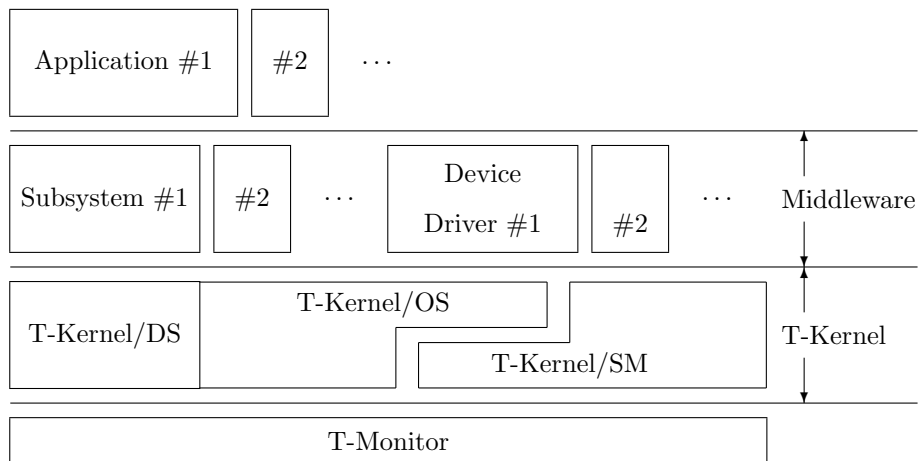 Application #1 #2 ...
Subsystem #1 #2 ... Device Driver #1 #2 ... Middleware
T-Kernel/DS T-Kernel/OS T-Kernel/SM T-Kernel
T-Monitor